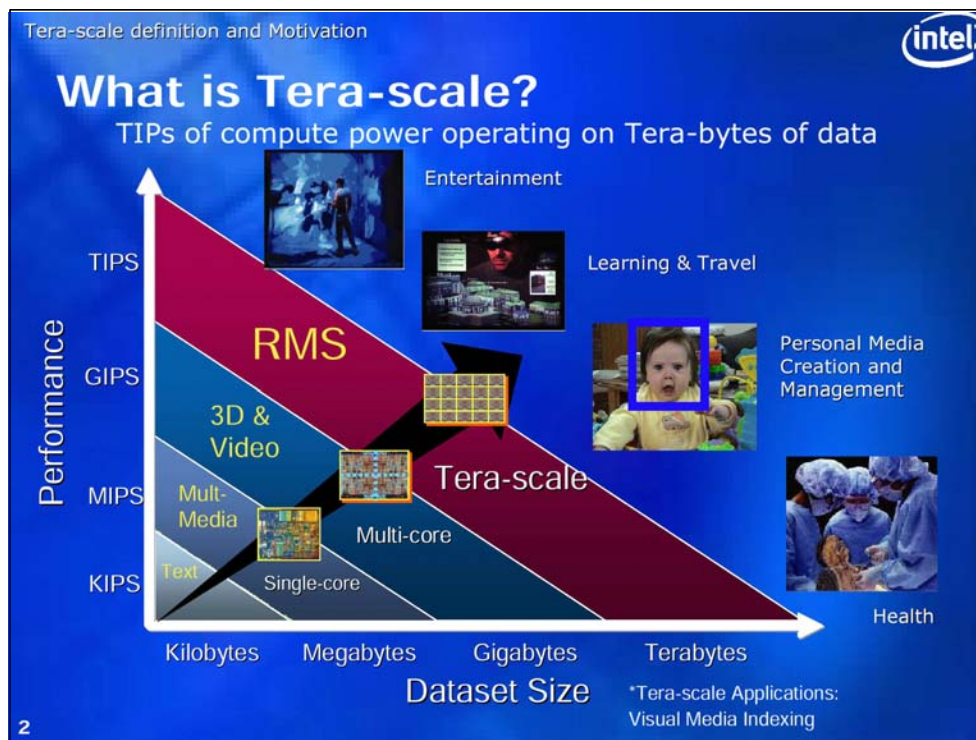 Tera-scale definition and Motivation
intel
What is Tera-scale?
TIPs of compute power operating on Tera-bytes of data
Entertainment
Learning & Travel
Personal Media
Creation and
Management
Health
Performance
TIPS
GIPS
MIPS
KIPS
RMS
3D &
Video
Mult-
Media
Text
Tera-scale
Multi-core
Single-core
Kilobytes
Megabytes
Gigabytes
Terabytes
Dataset Size
*Tera-scale Applications:
Visual Media Indexing
2